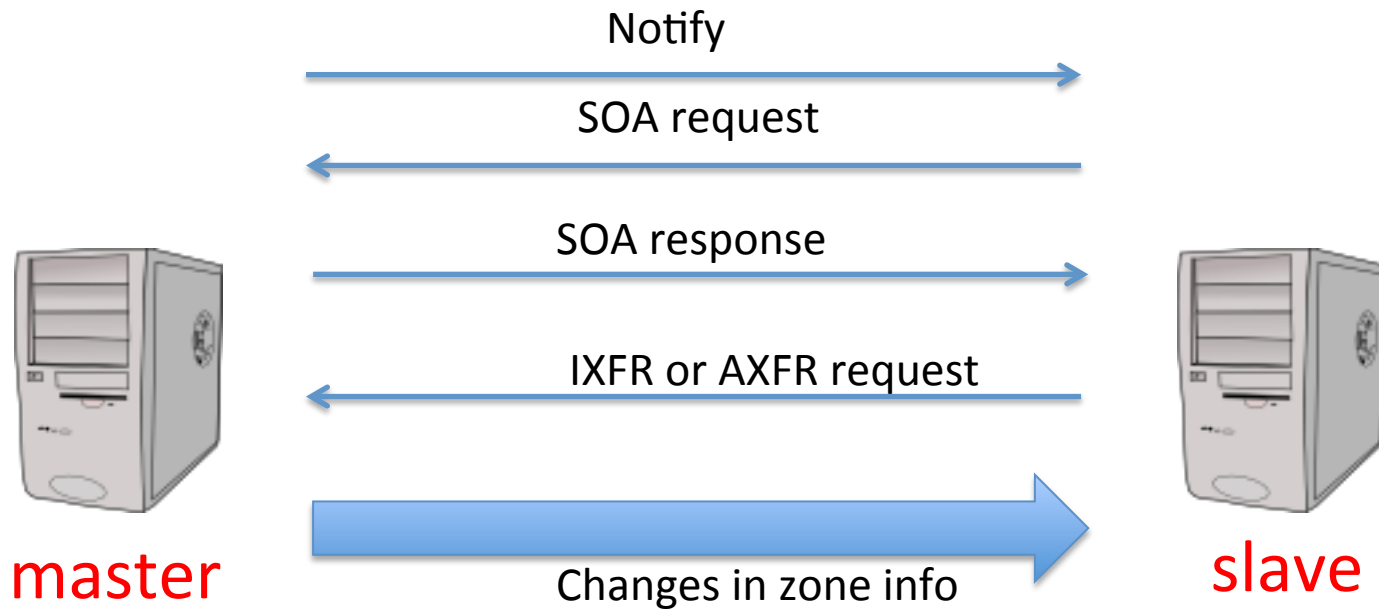 Notify
SOA request
SOA response
IXFR or AXFR request
Changes in zone info
master
slave